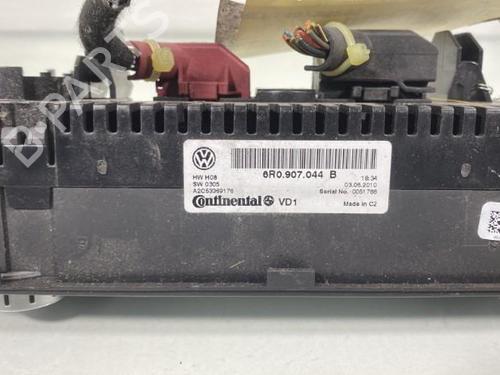 B-PARTS
6R0.907.044 B
HW H08
18:34
SW 0305
03.06.2010
A2C53369176
Serial No. 0051766
Continental VD1
Made in CZ